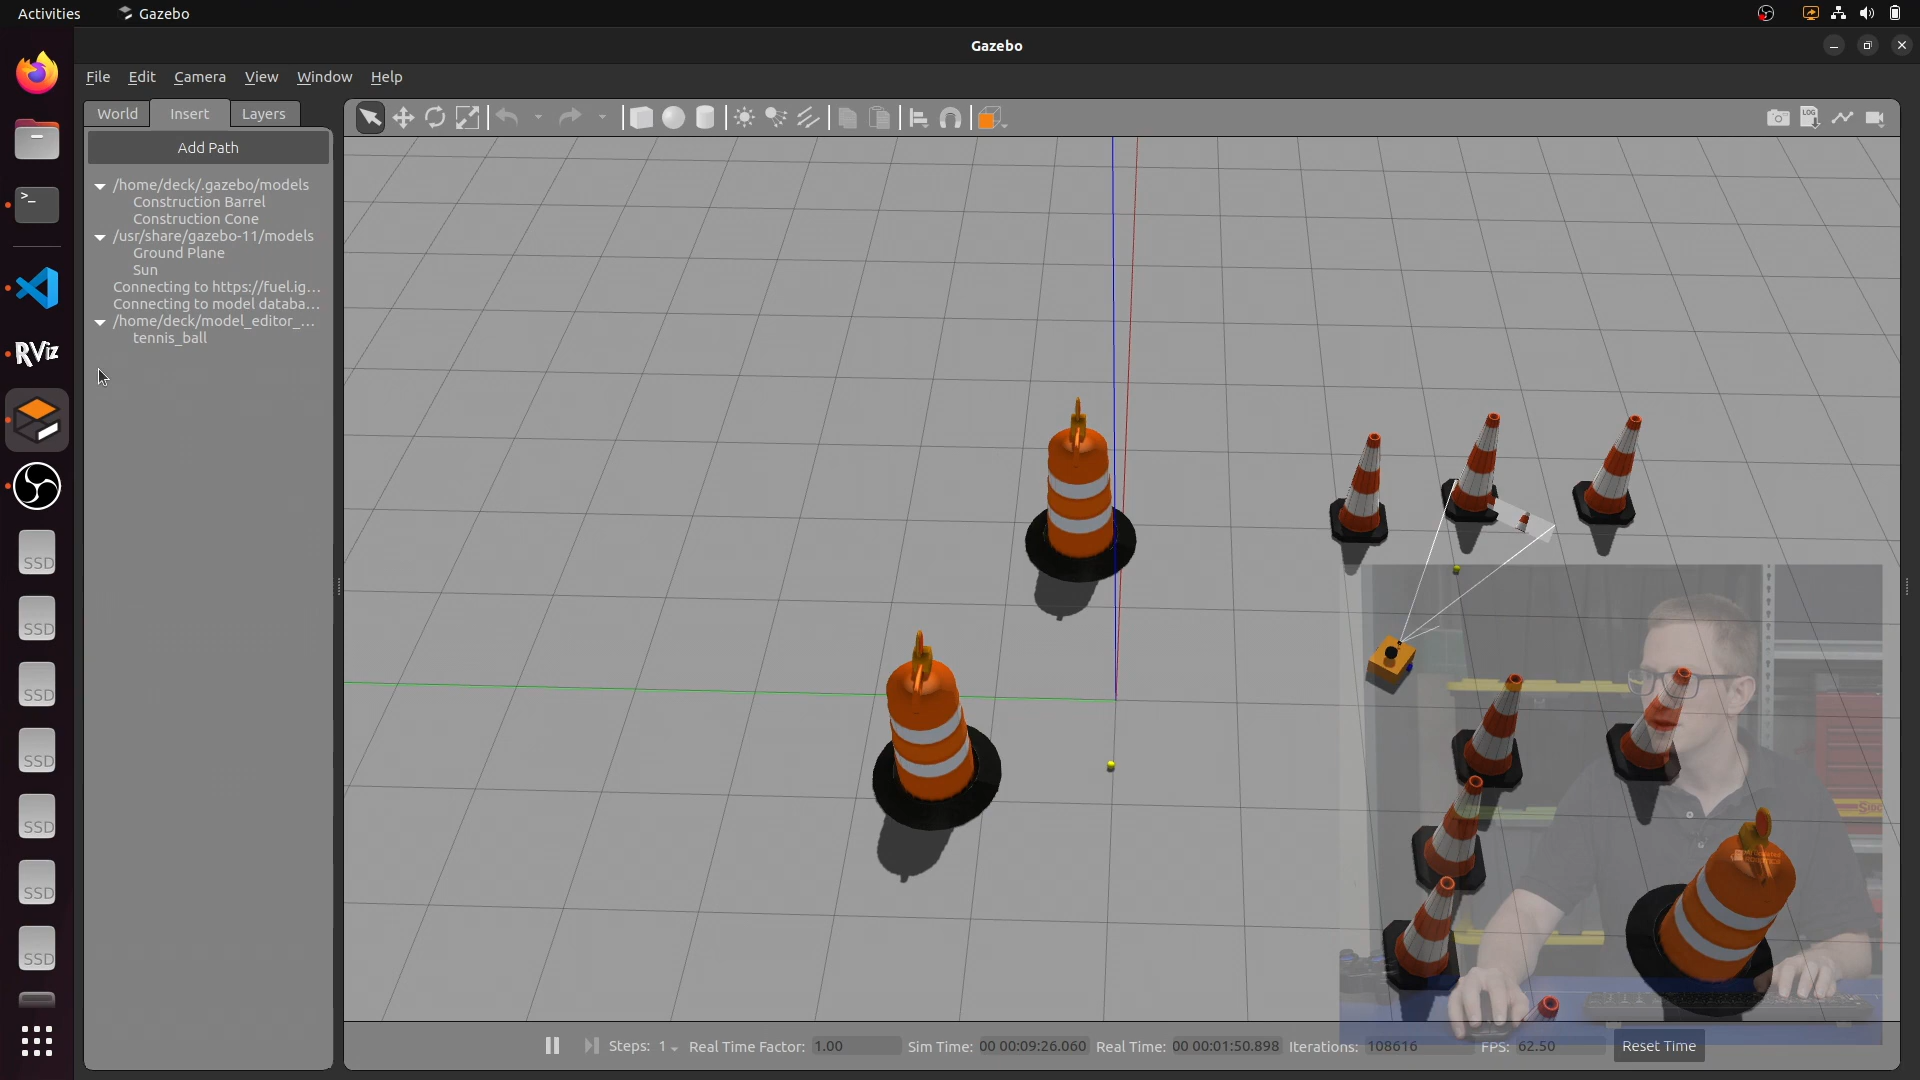 Activities Gazebo
Gazebo
File Edit Camera View Window Help
World Insert Layers
LOG
Add Path
/home/deck/.gazebo/models
Construction Barrel
Construction Cone
/usr/share/gazebo-11/models
Ground Plane
Sun
Connecting to https://fuel.ig...
Connecting to model databa...
/home/deck/model_editor_...
tennis_ball
>_
RViz
SSD
SSD
SSD
SSD
SSD
SSD
SSD
Steps: 1 Real Time Factor: 1.00 Sim Time: 00 00:09:26.060 Real Time: 00 00:01:50.898 Iterations: 108616 FPS: 62.50 Reset Time